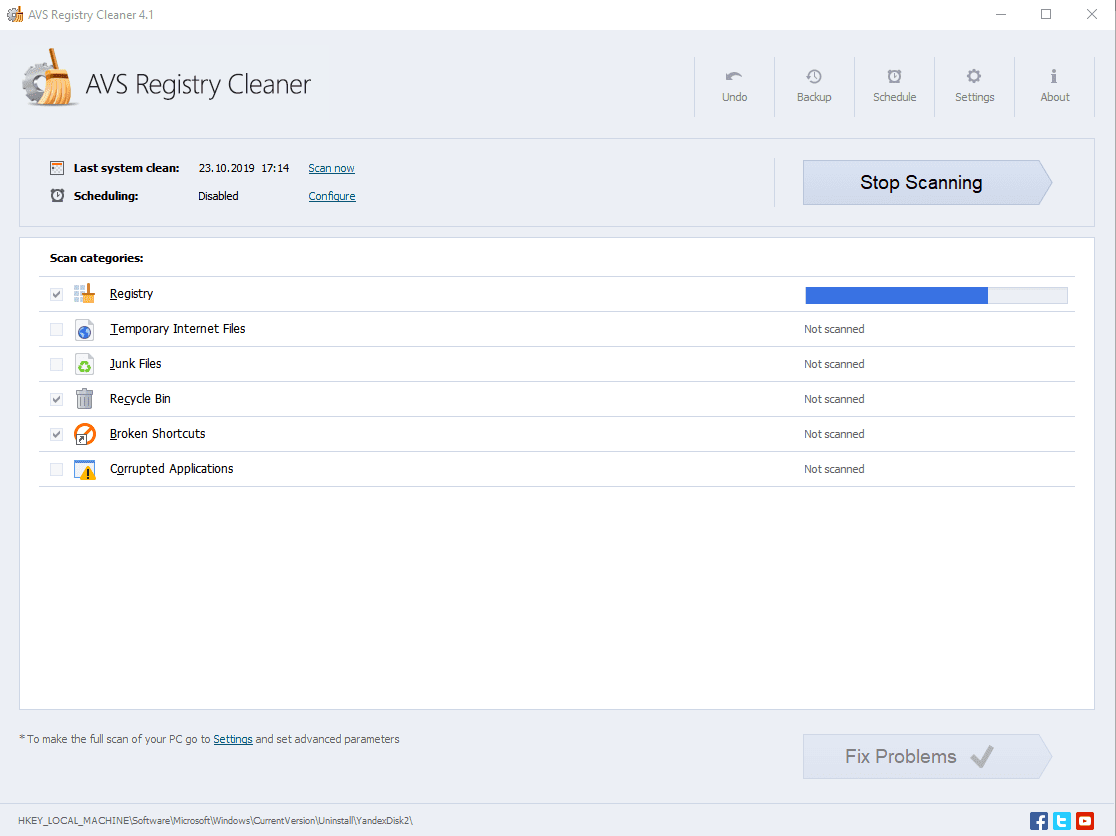 AVS Registry Cleaner 4.1
AVS Registry Cleaner
Undo
Backup
Schedule
Settings
About
Last system clean: 23.10.2019 17:14 Scan now
Scheduling: Disabled Configure
Stop Scanning
Scan categories:
Registry
Temporary Internet Files Not scanned
Junk Files Not scanned
Recycle Bin Not scanned
Broken Shortcuts Not scanned
Corrupted Applications Not scanned
* To make the full scan of your PC go to Settings and set advanced parameters
Fix Problems
HKEY_LOCAL_MACHINE\Software\Microsoft\Windows\CurrentVersion\Uninstall\YandexDisk2\